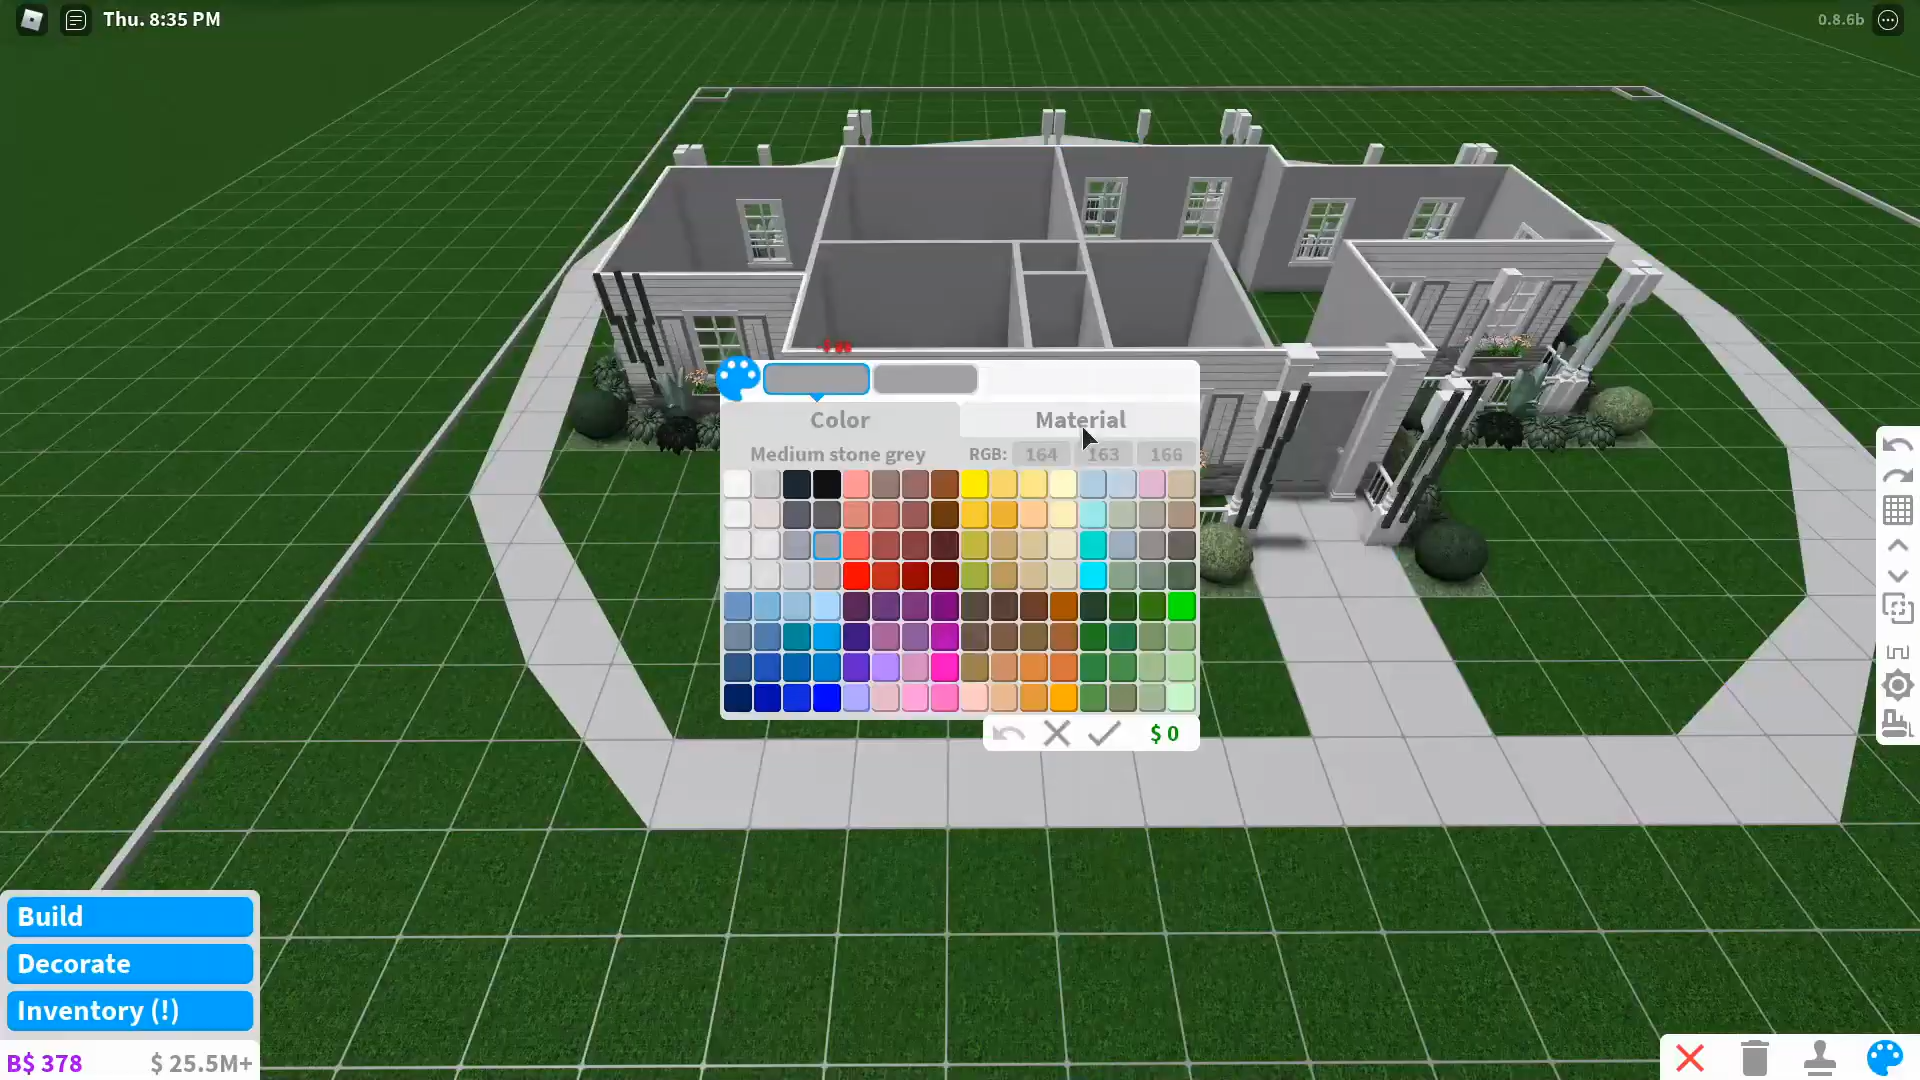 Thu. 8:35 PM
0.8.6b
Color
Material
Medium stone grey
RGB: 164 163 166
$ 0
Build
Decorate
Inventory (!)
B$ 378
$ 25.5M+